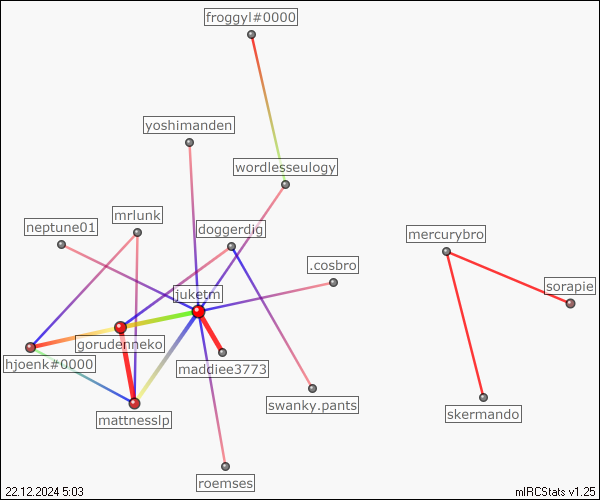 froggyl#0000
yoshimanden
wordlesseulogy
mrlunk
neptune01
doggerdig
mercurybro
.cosbro
sorapie
juketm
gorudenneko
hjoenk#0000
maddiee3773
swanky.pants
skermando
mattnesslp
roemses
22.12.2024 5:03
mIRCStats v1.25